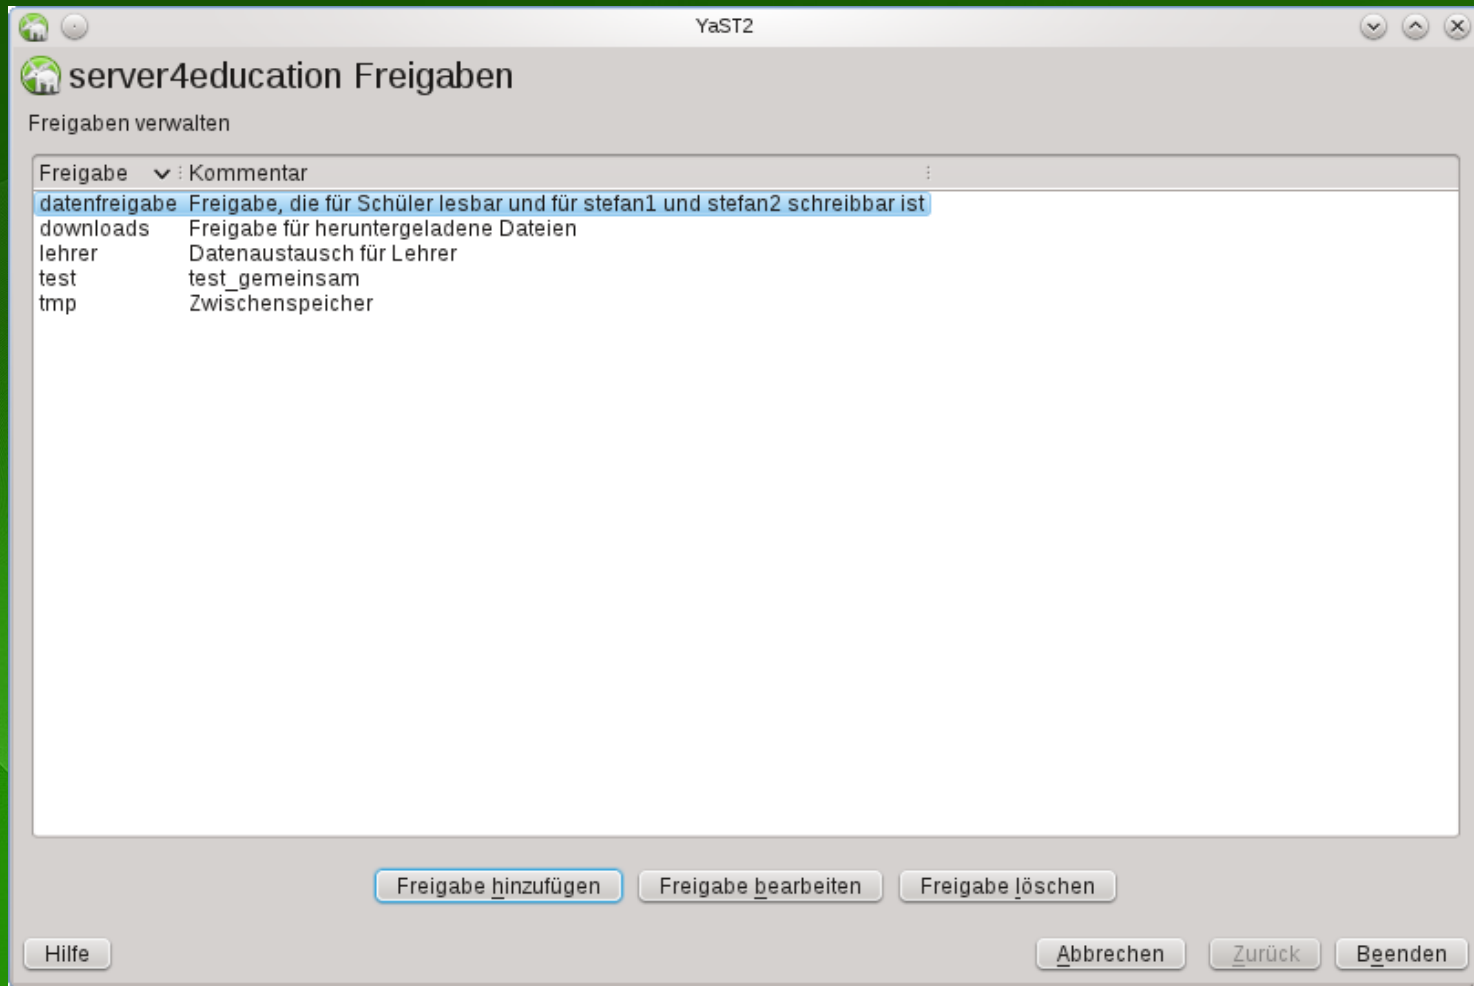 YaST2
server4education Freigaben
Freigaben verwalten
Freigabe Kommentar
datenfreigabe Freigabe, die für Schüler lesbar und für stefan1 und stefan2 schreibbar ist
downloads Freigabe für heruntergeladene Dateien
lehrer Datenaustausch für Lehrer
test test_gemeinsam
tmp Zwischenspeicher
Freigabe hinzufügen Freigabe bearbeiten Freigabe löschen
Hilfe Abbrechen Zurück Beenden